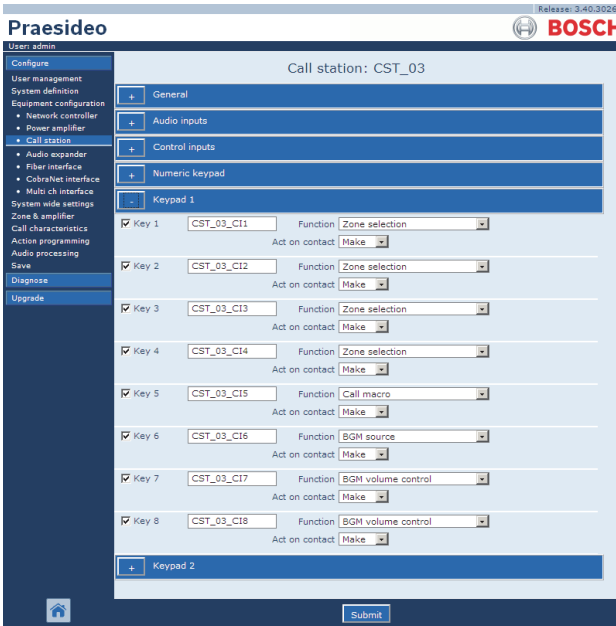 Release: 3.40.3026
Praesideo
BOSCH
User: admin
Configure
User management
System definition
Equipment configuration
• Network controller
• Power amplifier
• Call station
• Audio expander
• Fiber interface
• CobraNet interface
• Multi ch interface
System wide settings
Zone & amplifier
Call characteristics
Action programming
Audio processing
Save
Diagnose
Upgrade
Call station: CST_03
+ General
+ Audio inputs
+ Control inputs
+ Numeric keypad
- Keypad 1
Key 1 CST_03_CI1 Function Zone selection
Act on contact Make
Key 2 CST_03_CI2 Function Zone selection
Act on contact Make
Key 3 CST_03_CI3 Function Zone selection
Act on contact Make
Key 4 CST_03_CI4 Function Zone selection
Act on contact Make
Key 5 CST_03_CI5 Function Call macro
Act on contact Make
Key 6 CST_03_CI6 Function BGM source
Act on contact Make
Key 7 CST_03_CI7 Function BGM volume control
Act on contact Make
Key 8 CST_03_CI8 Function BGM volume control
Act on contact Make
+ Keypad 2
Submit